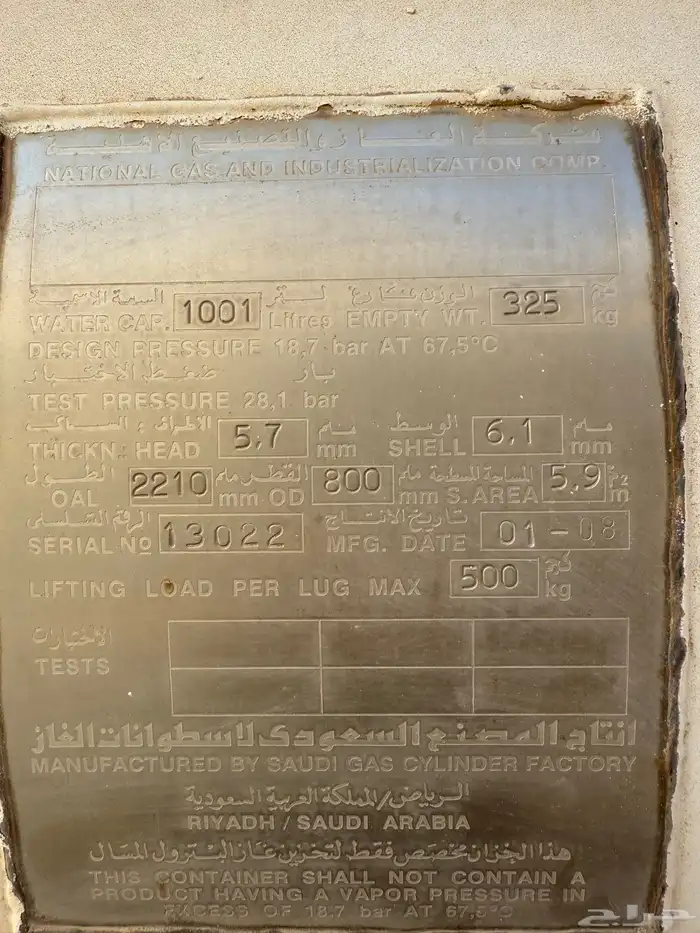 شركة الغاز والتصنيع الأهلية
NATIONAL GAS AND INDUSTRIALIZATION COMP.
السعة الاسمية لتر الوزن فارغ كج
WATER CAP. 1001 Litres EMPTY WT. 325 kg
DESIGN PRESSURE 18,7 bar AT 67,5°C
ضغط الاختبار بار
TEST PRESSURE 28,1 bar
السماكة : الاطراف مم الوسط مم
THICKN: HEAD 5.7 mm SHELL 6.1 mm
الطول مم القطر مم المساحة السطحية م٢
OAL 2210 mm OD 800 mm S.AREA 5.9 m
الرقم التسلسلي تاريخ الانتاج
SERIAL No 13022 MFG. DATE 01-08
LIFTING LOAD PER LUG MAX 500 kg كج
الاختبارات
TESTS
انتاج المصنع السعودى لاسطوانات الغاز
MANUFACTURED BY SAUDI GAS CYLINDER FACTORY
الرياض/المملكة العربية السعودية
RIYADH / SAUDI ARABIA
هذا الخزان مخصص فقط لتخزين غاز البترول المسال
THIS CONTAINER SHALL NOT CONTAIN A
PRODUCT HAVING A VAPOR PRESSURE IN
EXCESS OF 18.7 bar AT 67,5°C
حراج